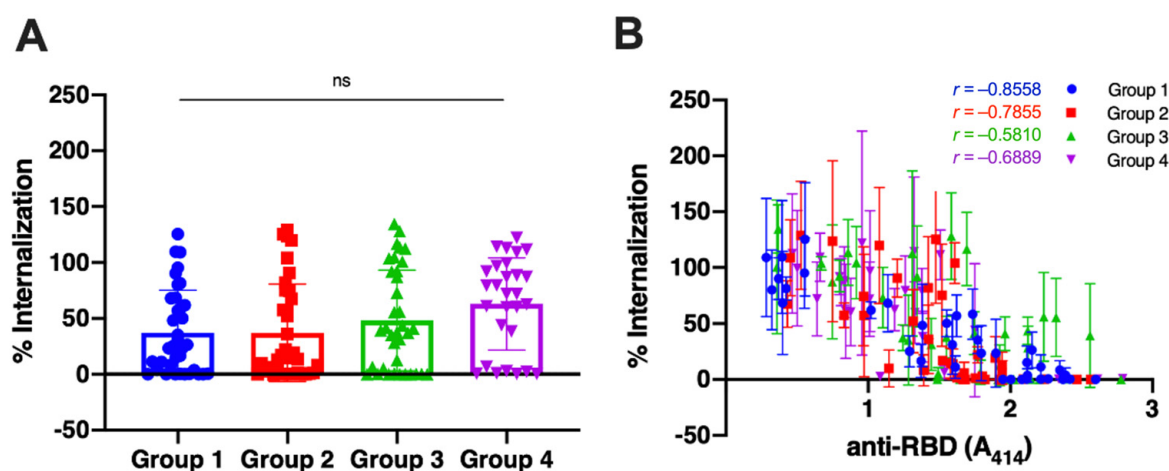 A
ns
250
200
150
100
50
0
-50
% Internalization
Group 1 Group 2 Group 3 Group 4
B
r = –0.8558 Group 1
r = –0.7855 Group 2
r = –0.5810 Group 3
r = –0.6889 Group 4
250
200
150
100
50
0
-50
% Internalization
1 2 3
anti-RBD (A414)